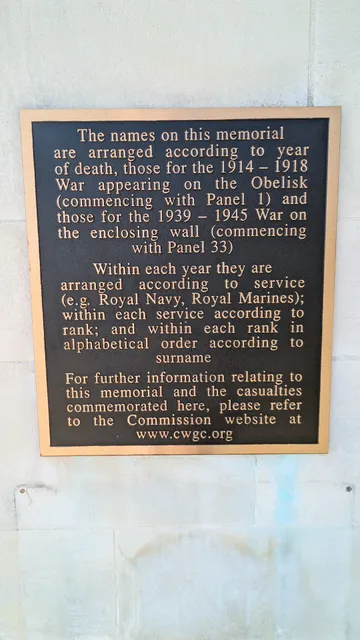 The names on this memorial
are arranged according to year
of death, those for the 1914 – 1918
War appearing on the Obelisk
(commencing with Panel 1) and
those for the 1939 – 1945 War on
the enclosing wall (commencing
with Panel 33)
Within each year they are
arranged according to service
(e.g. Royal Navy, Royal Marines);
within each service according to
rank; and within each rank in
alphabetical order according to
surname
For further information relating to
this memorial and the casualties
commemorated here, please refer
to the Commission website at
www.cwgc.org